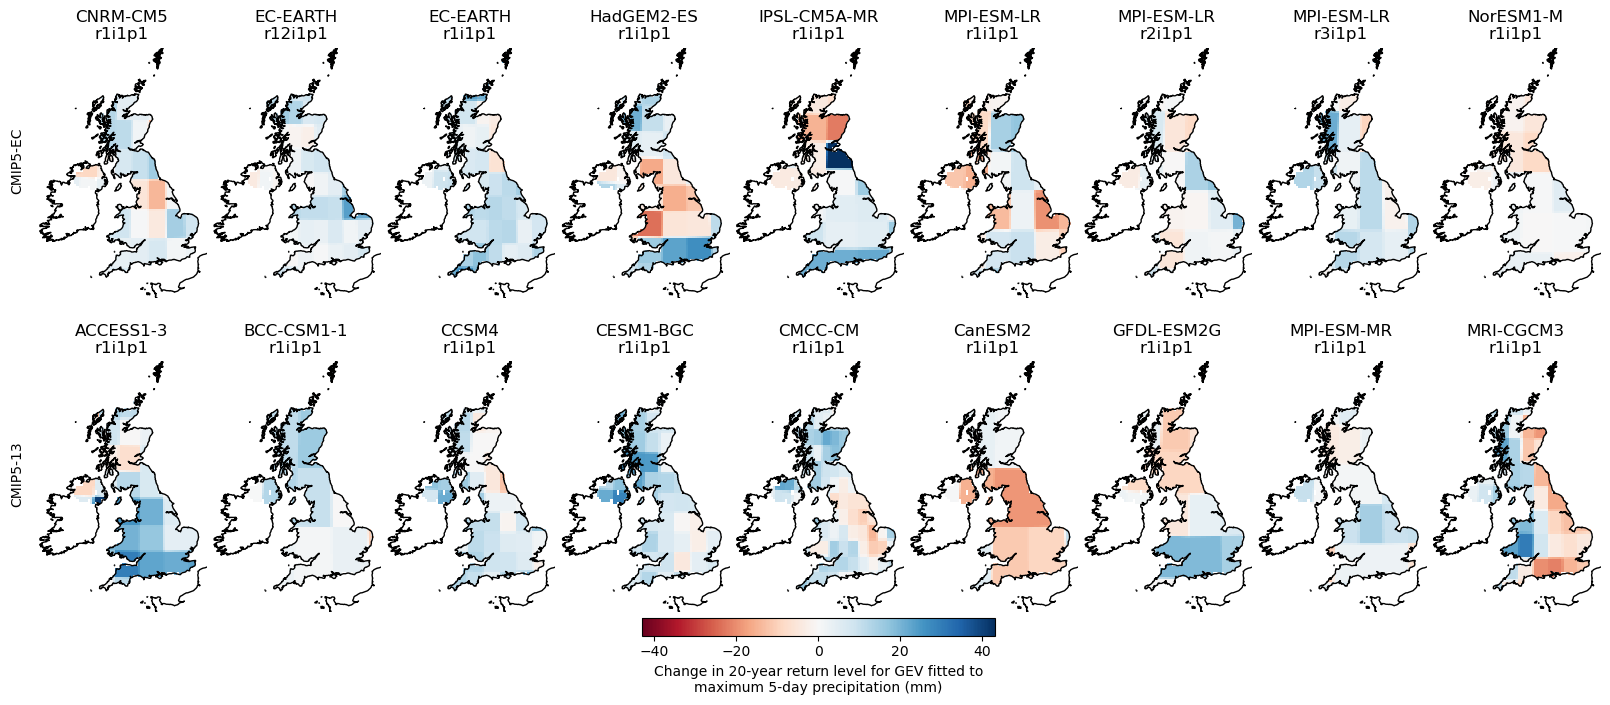 CNRM-CM5 EC-EARTH EC-EARTH HadGEM2-ES IPSL-CM5A-MR MPI-ESM-LR MPI-ESM-LR MPI-ESM-LR NorESM1-M
r1i1p1 r12i1p1 r1i1p1 r1i1p1 r1i1p1 r1i1p1 r2i1p1 r3i1p1 r1i1p1
CMIP5-EC
ACCESS1-3 BCC-CSM1-1 CCSM4 CESM1-BGC CMCC-CM CanESM2 GFDL-ESM2G MPI-ESM-MR MRI-CGCM3
r1i1p1 r1i1p1 r1i1p1 r1i1p1 r1i1p1 r1i1p1 r1i1p1 r1i1p1 r1i1p1
CMIP5-13
−40 −20 0 20 40
Change in 20-year return level for GEV fitted to
maximum 5-day precipitation (mm)